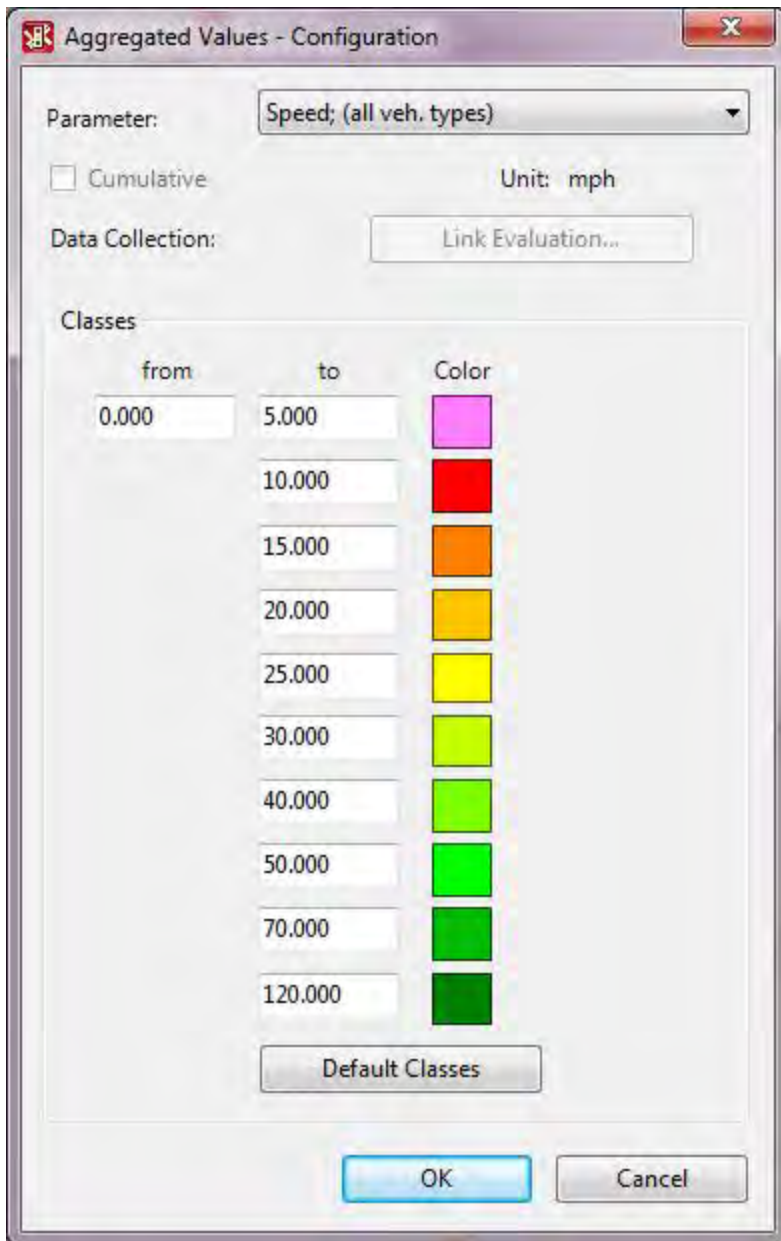 Aggregated Values - Configuration
Parameter: Speed; (all veh. types)
Cumulative Unit: mph
Data Collection: Link Evaluation...
Classes
from to Color
0.000 5.000
10.000
15.000
20.000
25.000
30.000
40.000
50.000
70.000
120.000
Default Classes
OK Cancel